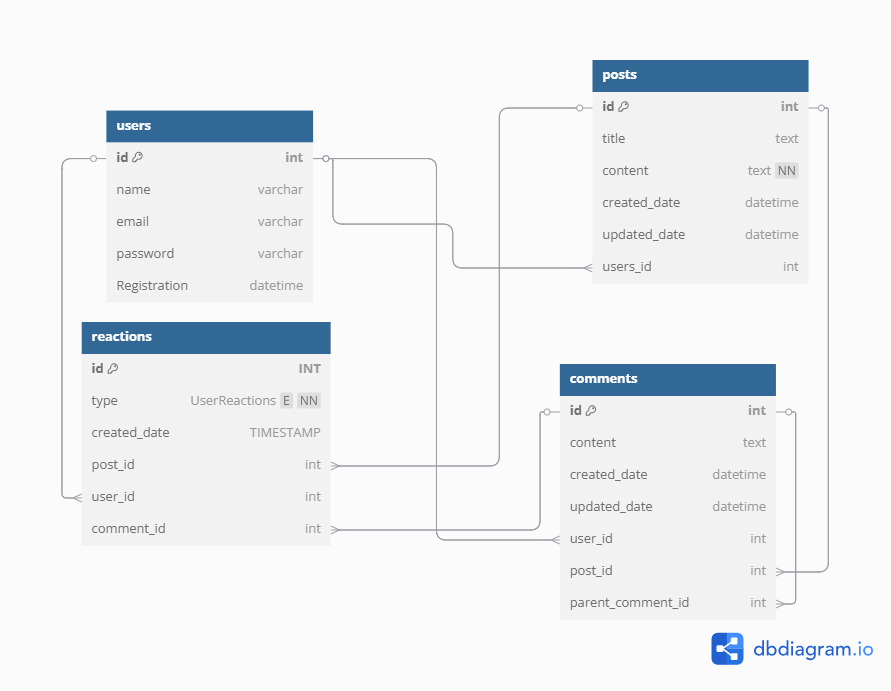 users
id int
name varchar
email varchar
password varchar
Registration datetime
reactions
id INT
type UserReactions E NN
created_date TIMESTAMP
post_id int
user_id int
comment_id int
posts
id int
title text
content text NN
created_date datetime
updated_date datetime
users_id int
comments
id int
content text
created_date datetime
updated_date datetime
user_id int
post_id int
parent_comment_id int
dbdiagram.io